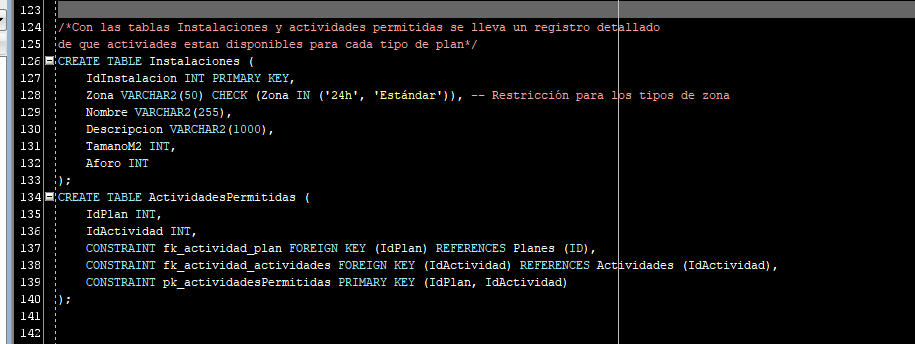 123
124 /*Con las tablas Instalaciones y actividades permitidas se lleva un registro detallado
125 de que activiades estan disponibles para cada tipo de plan*/
126 CREATE TABLE Instalaciones (
127 IdInstalacion INT PRIMARY KEY,
128 Zona VARCHAR2(50) CHECK (Zona IN ('24h', 'Estándar')), -- Restricción para los tipos de zona
129 Nombre VARCHAR2(255),
130 Descripcion VARCHAR2(1000),
131 TamanoM2 INT,
132 Aforo INT
133 );
134 CREATE TABLE ActividadesPermitidas (
135 IdPlan INT,
136 IdActividad INT,
137 CONSTRAINT fk_actividad_plan FOREIGN KEY (IdPlan) REFERENCES Planes (ID),
138 CONSTRAINT fk_actividad_actividades FOREIGN KEY (IdActividad) REFERENCES Actividades (IdActividad),
139 CONSTRAINT pk_actividadesPermitidas PRIMARY KEY (IdPlan, IdActividad)
140 );
141
142